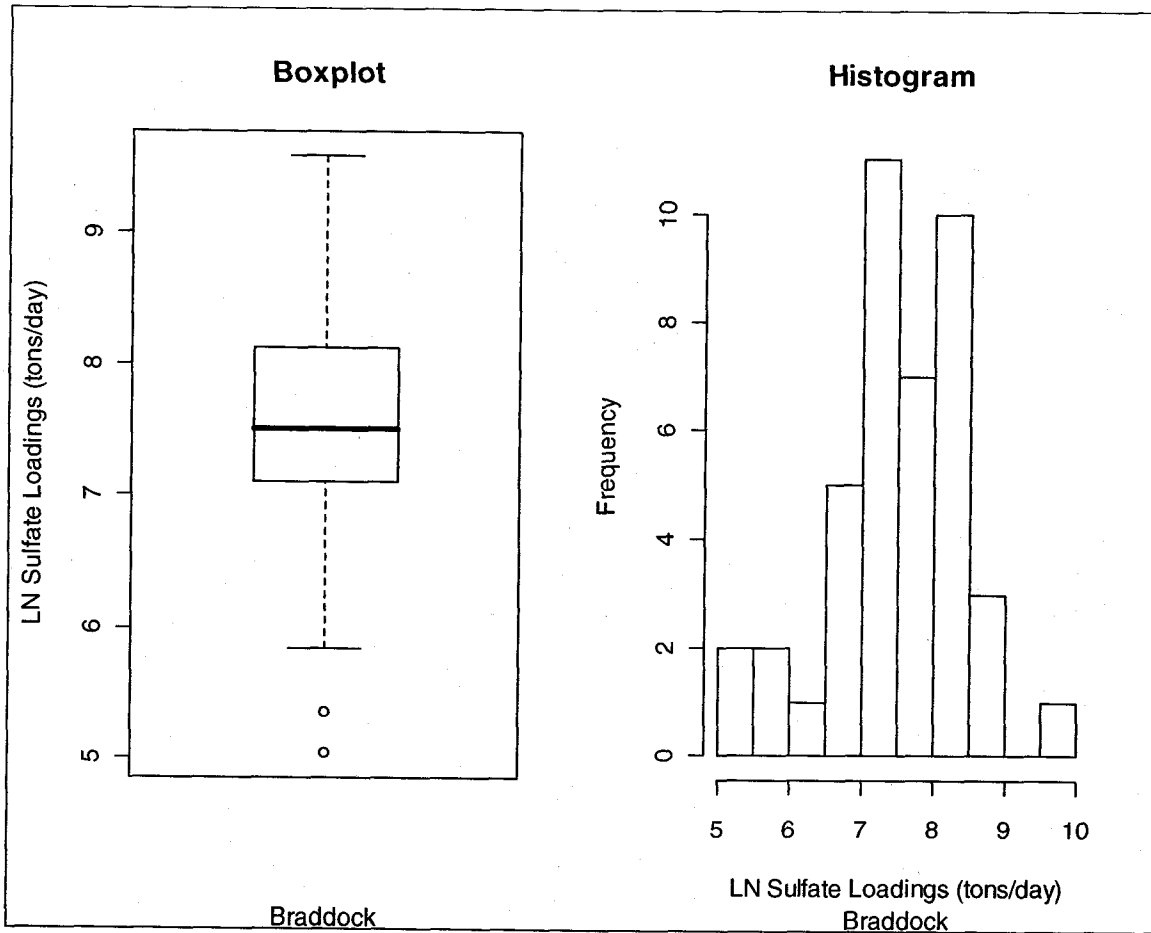 Boxplot
LN Sulfate Loadings (tons/day)
9
8
7
6
5
Braddock
Histogram
Frequency
10
8
6
4
2
0
5 6 7 8 9 10
LN Sulfate Loadings (tons/day)
Braddock